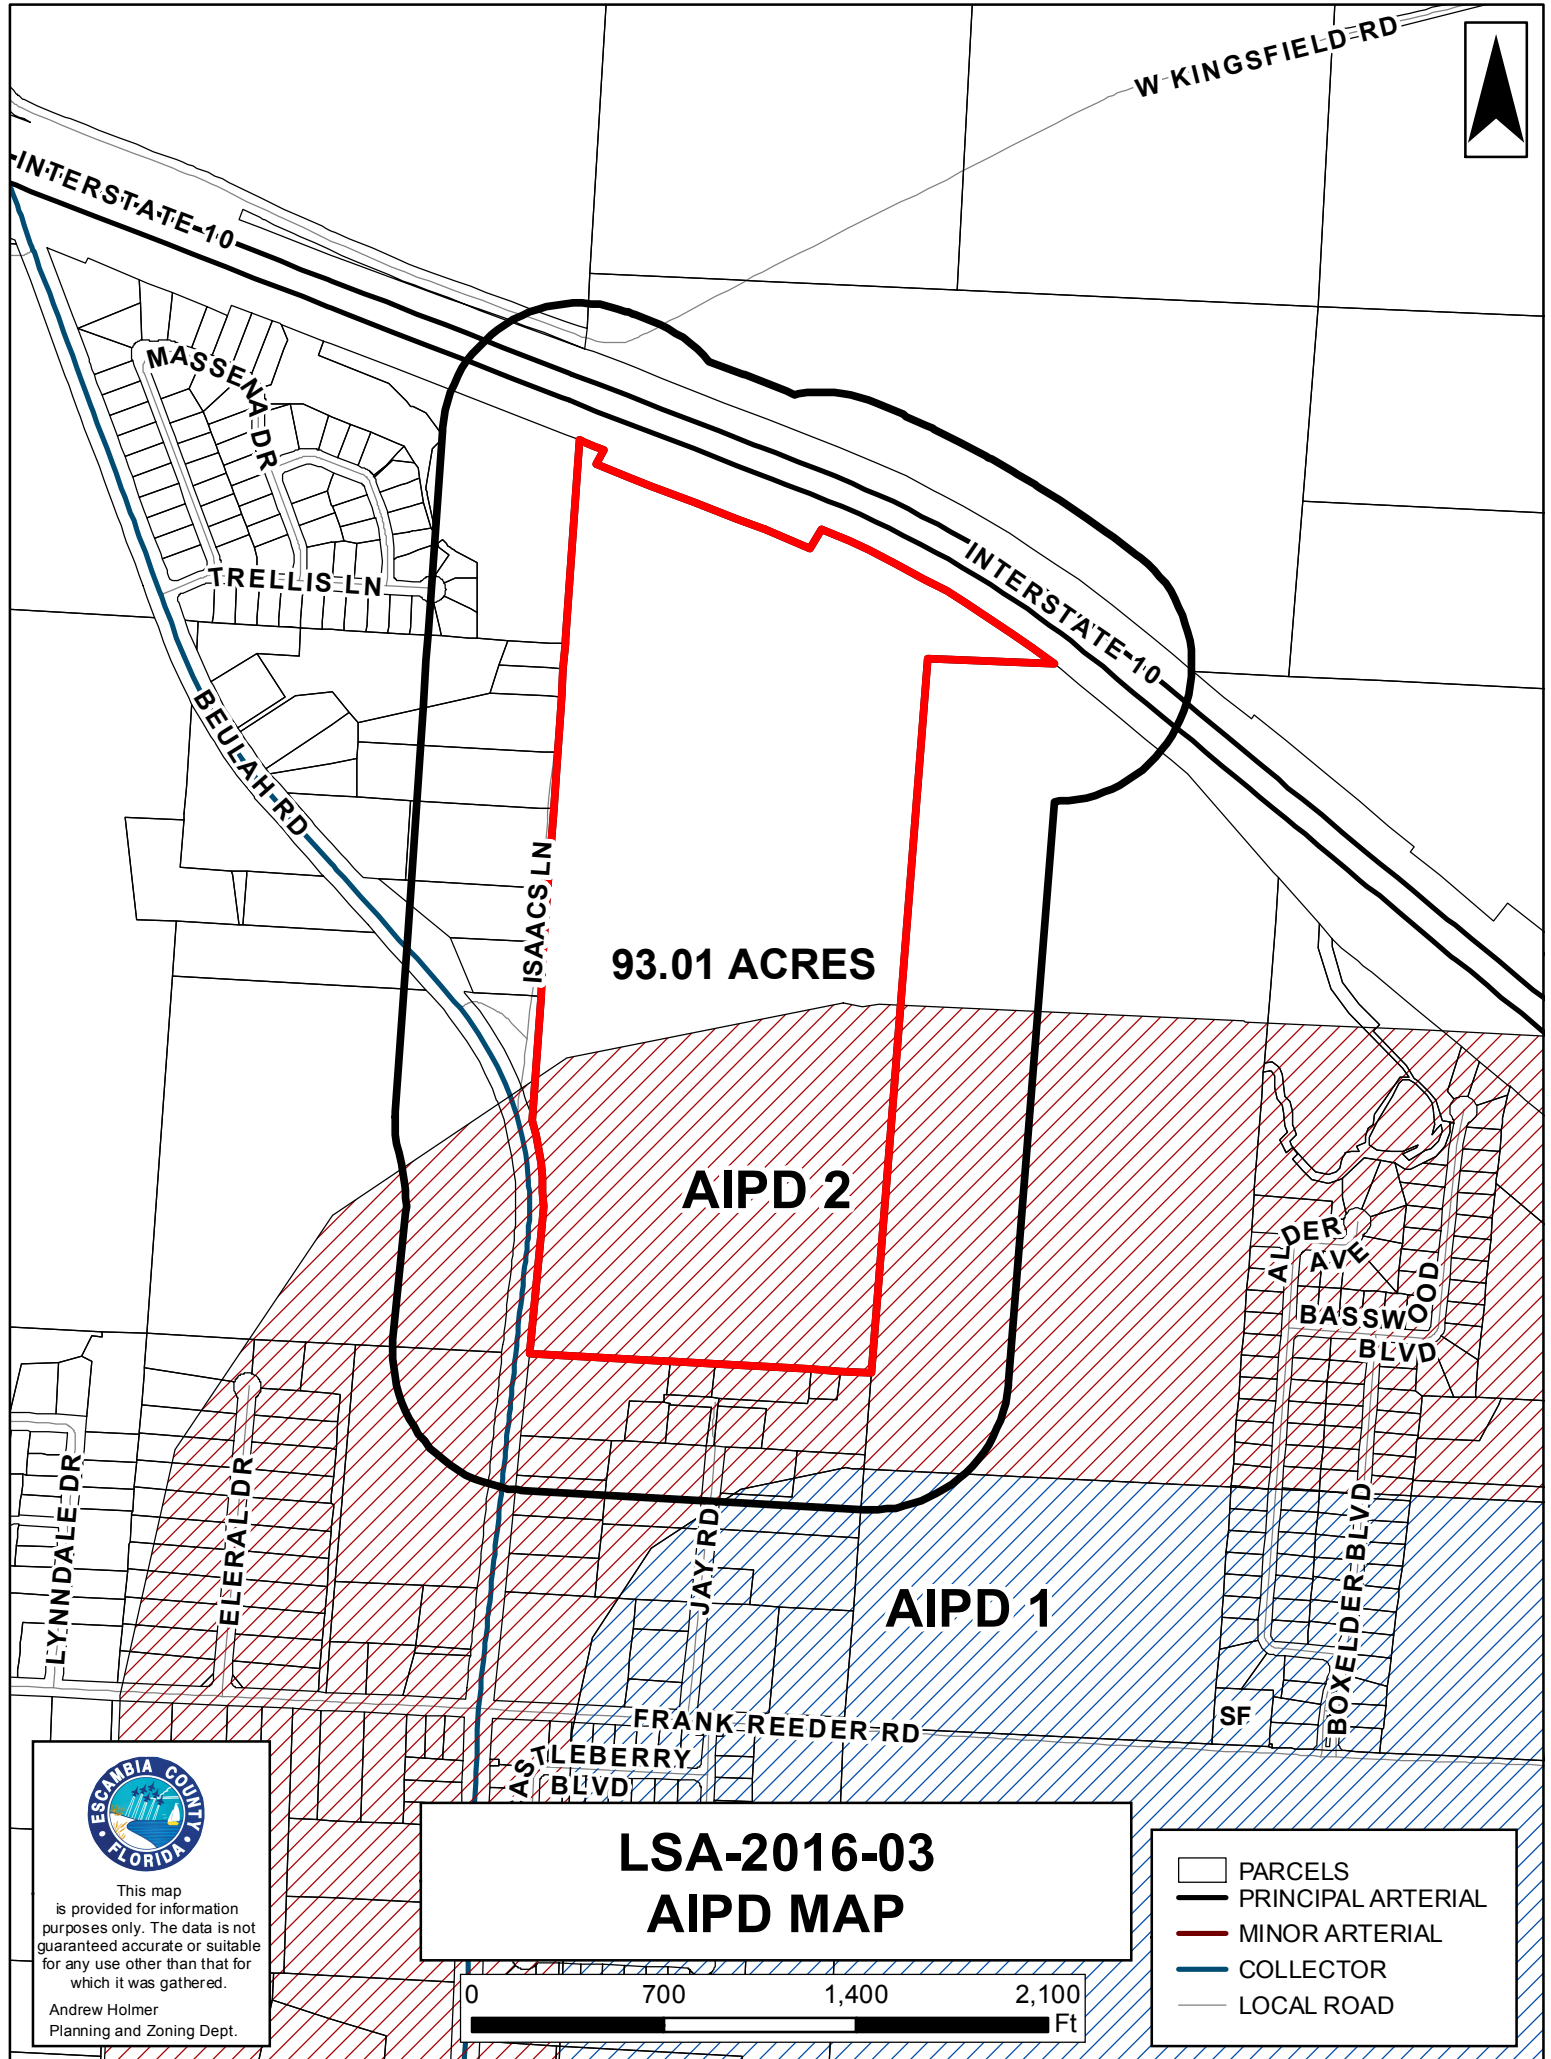 W KINGSFIELD RD
INTERSTATE 10
MASSENA DR
INTERSTATE 10
TRELLIS LN
BEULAH RD
ISAACS LN
93.01 ACRES
AIPD 2
ALDER
AVE
BASSWOOD
BLVD
LYNNDALE DR
ELERAL DR
JAY RD
BOXELDER BLVD
AIPD 1
SF
FRANK REEDER RD
ASTLEBERRY
BLVD
ESCAMBIA COUNTY
FLORIDA
This map
is provided for information
purposes only. The data is not
guaranteed accurate or suitable
for any use other than that for
which it was gathered.
Andrew Holmer
Planning and Zoning Dept.
LSA-2016-03
AIPD MAP
0 700 1,400 2,100
Ft
PARCELS
PRINCIPAL ARTERIAL
MINOR ARTERIAL
COLLECTOR
LOCAL ROAD